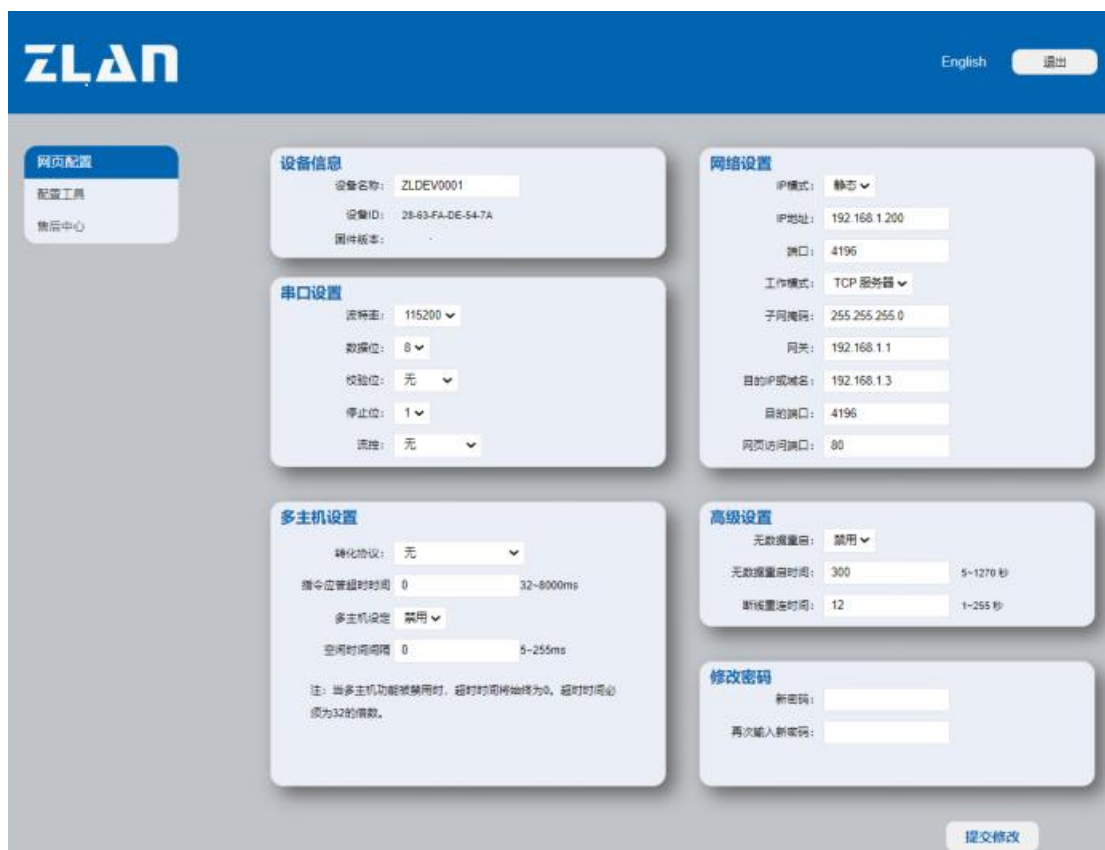 ZLAN
English
退出
网页配置
配置工具
售后中心
设备信息
设备名称: ZLDEV0001
设备ID: 28-63-FA-DE-54-7A
固件版本:
串口设置
波特率: 115200
数据位: 8
校验位: 无
停止位: 1
流控: 无
多主机设置
转化协议: 无
指令应答超时时间 0 32~8000ms
多主机设定 禁用
空闲时间间隔 0 5~255ms
注: 当多主机功能被禁用时, 超时时间将始终为0。超时时间必
须为32的倍数。
网络设置
IP模式: 静态
IP地址: 192.168.1.200
端口: 4196
工作模式: TCP 服务器
子网掩码: 255.255.255.0
网关: 192.168.1.1
目的IP或域名: 192.168.1.3
目的端口: 4196
网页访问端口: 80
高级设置
无数据重启: 禁用
无数据重启时间: 300 5~1270 秒
断线重连时间: 12 1~255 秒
修改密码
新密码:
再次输入新密码:
提交修改